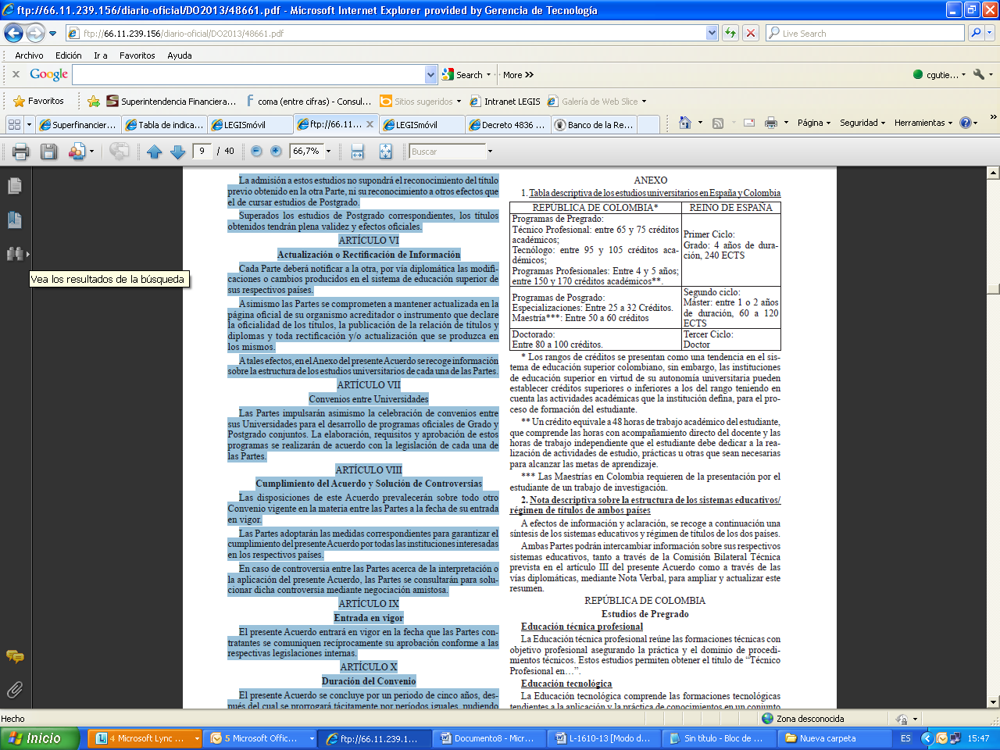 ftp://66.11.239.156/diario-oficial/DO2013/48661.pdf - Microsoft Internet Explorer provided by Gerencia de Tecnología
ftp://66.11.239.156/diario-oficial/DO2013/48661.pdf
Live Search
Archivo Edición Ir a Favoritos Ayuda
x Google Search More >> cgutie...
Favoritos Superintendencia Financiera... coma (entre cifras) - Consul... Sitios sugeridos Intranet LEGIS Galería de Web Slice
Superfinancier... Tabla de indica... LEGISmóvil ftp://66.11.... LEGISmóvil Decreto 4836 ... Banco de la Re... Página Seguridad Herramientas
9 / 40 66,7% Buscar
Vea los resultados de la búsqueda
La admisión a estos estudios no supondrá el reconocimiento del título
previo obtenido en la otra Parte, ni su reconocimiento a otros efectos que
el de cursar estudios de Postgrado.
Superados los estudios de Postgrado correspondientes, los títulos
obtenidos tendrán plena validez y efectos oficiales.
ARTÍCULO VI
Actualización o Rectificación de Información
Cada Parte deberá notificar a la otra, por vía diplomática las modifi-
caciones o cambios producidos en el sistema de educación superior de
sus respectivos países.
Asimismo las Partes se comprometen a mantener actualizada en la
página oficial de su organismo acreditador o instrumento que declare
la oficialidad de los títulos, la publicación de la relación de títulos y
diplomas y toda rectificación y/o actualización que se produzca en
los mismos.
A tales efectos, en el Anexo del presente Acuerdo se recoge información
sobre la estructura de los estudios universitarios de cada una de las Partes.
ARTÍCULO VII
Convenios entre Universidades
Las Partes impulsarán asimismo la celebración de convenios entre
sus Universidades para el desarrollo de programas oficiales de Grado y
Postgrado conjuntos. La elaboración, requisitos y aprobación de estos
programas se realizarán de acuerdo con la legislación de cada una de
las Partes.
ARTÍCULO VIII
Cumplimiento del Acuerdo y Solución de Controversias
Las disposiciones de este Acuerdo prevalecerán sobre todo otro
Convenio vigente en la materia entre las Partes a la fecha de su entrada
en vigor.
Las Partes adoptarán las medidas correspondientes para garantizar el
cumplimiento del presente Acuerdo por todas las instituciones interesadas
en los respectivos países.
En caso de controversia entre las Partes acerca de la interpretación o
la aplicación del presente Acuerdo, las Partes se consultarán para solu-
cionar dicha controversia mediante negociación amistosa.
ARTÍCULO IX
Entrada en vigor
El presente Acuerdo entrará en vigor en la fecha que las Partes con-
tratantes se comuniquen recíprocamente su aprobación conforme a las
respectivas legislaciones internas.
ARTÍCULO X
Duración del Convenio
El presente Acuerdo se concluye por un periodo de cinco años, des-
pués del cual se prorrogará tácitamente por períodos iguales, pudiendo
ANEXO
1. Tabla descriptiva de los estudios universitarios en España y Colombia
REPÚBLICA DE COLOMBIA* REINO DE ESPAÑA
Programas de Pregrado:
Técnico Profesional: entre 65 y 75 créditos
académicos;
Tecnólogo: entre 95 y 105 créditos aca-
démicos;
Programas Profesionales: Entre 4 y 5 años;
entre 150 y 170 créditos académicos**.
Primer Ciclo:
Grado: 4 años de dura-
ción, 240 ECTS
Programas de Posgrado:
Especializaciones: Entre 25 a 32 Créditos.
Maestría***: Entre 50 a 60 créditos
Segundo ciclo:
Máster: entre 1 o 2 años
de duración, 60 a 120
ECTS
Doctorado:
Entre 80 a 100 créditos.
Tercer Ciclo:
Doctor
* Los rangos de créditos se presentan como una tendencia en el sis-
tema de educación superior colombiano, sin embargo, las instituciones
de educación superior en virtud de su autonomía universitaria pueden
establecer créditos superiores o inferiores a los del rango teniendo en
cuenta las actividades académicas que la institución defina, para el pro-
ceso de formación del estudiante.
** Un crédito equivale a 48 horas de trabajo académico del estudiante,
que comprende las horas con acompañamiento directo del docente y las
horas de trabajo independiente que el estudiante debe dedicar a la rea-
lización de actividades de estudio, prácticas u otras que sean necesarias
para alcanzar las metas de aprendizaje.
*** Las Maestrías en Colombia requieren de la presentación por el
estudiante de un trabajo de investigación.
2. Nota descriptiva sobre la estructura de los sistemas educativos/
régimen de títulos de ambos países
A efectos de información y aclaración, se recoge a continuación una
síntesis de los sistemas educativos y régimen de títulos de los dos países.
Ambas Partes podrán intercambiar información sobre sus respectivos
sistemas educativos, tanto a través de la Comisión Bilateral Técnica
prevista en el artículo III del presente Acuerdo como a través de las
vías diplomáticas, mediante Nota Verbal, para ampliar y actualizar este
resumen.
REPÚBLICA DE COLOMBIA
Estudios de Pregrado
Educación técnica profesional
La Educación técnica profesional reúne las formaciones técnicas con
objetivo profesional asegurando la práctica y el dominio de procedi-
mientos técnicos. Estos estudios permiten obtener el título de “Técnico
Profesional en…”.
Educación tecnológica
La Educación tecnológica comprende las formaciones tecnológicas
tendientes a la aplicación y la práctica de conocimientos en un conjunto
Hecho Zona desconocida
Inicio 4 Microsoft Lync ... 5 Microsoft Offic... ftp://66.11.239.1... Documento8 - Micr... L-1610-13 [Modo d... Sin título - Bloc de ... Nueva carpeta ES 15:47